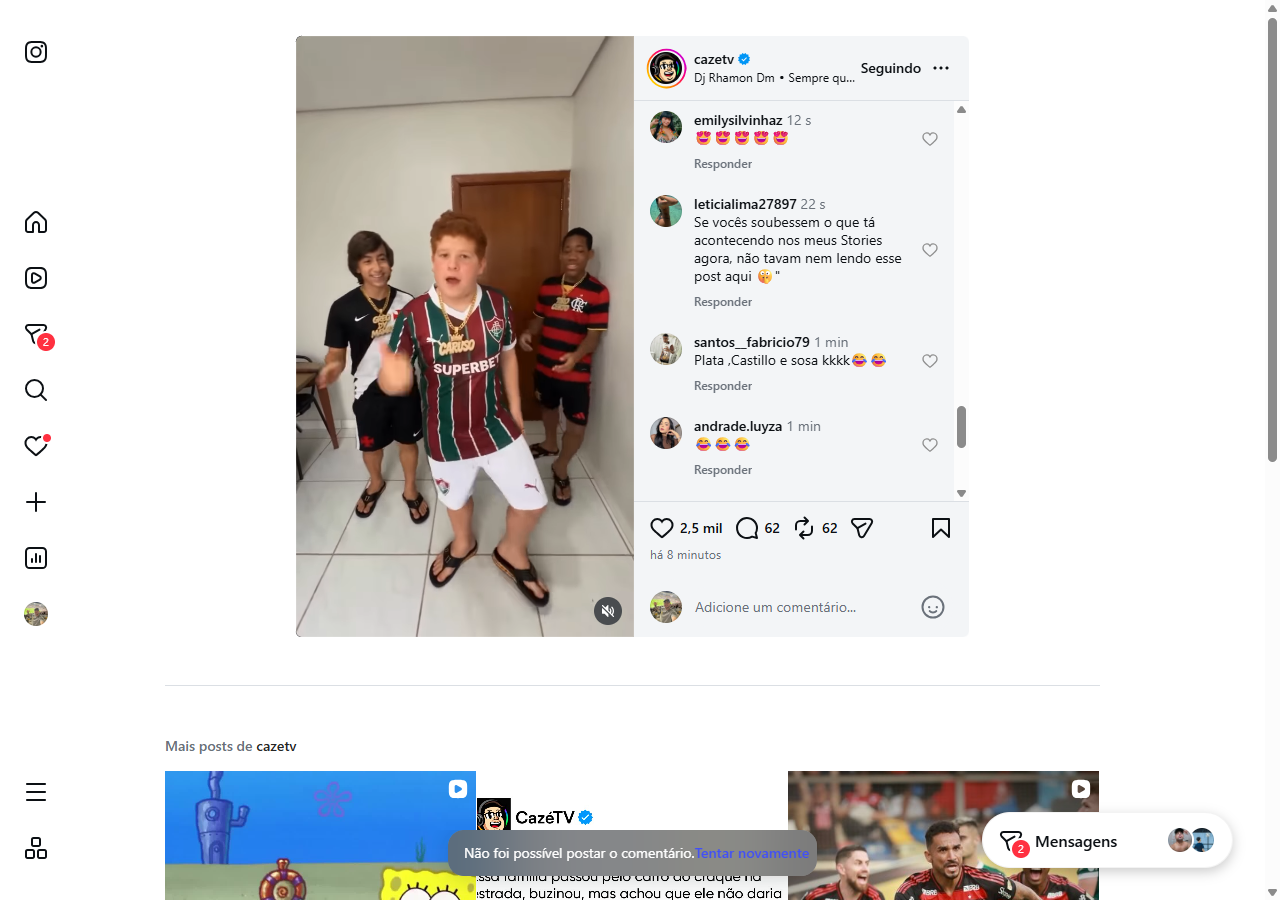 cazetv
Dj Rhamon Dm • Sempre qu...
Seguindo
emilysilvinhaz 12 s
😍😍😍😍😍
Responder
leticialima27897 22 s
Se vocês soubessem o que tá
acontecendo nos meus Stories
agora, não tavam nem lendo esse
post aqui 🫣"
Responder
santos__fabricio79 1 min
Plata ,Castillo e sosa kkkk😂😂
Responder
andrade.luyza 1 min
😂😂😂
Responder
2,5 mil 62 62
há 8 minutos
Adicione um comentário...
CARUSO
SUPERBET
2
Mais posts de cazetv
CazéTV
Não foi possível postar o comentário. Tentar novamente
essa família passou pelo carro do craque na
estrada, buzinou, mas achou que ele não daria
2
Mensagens